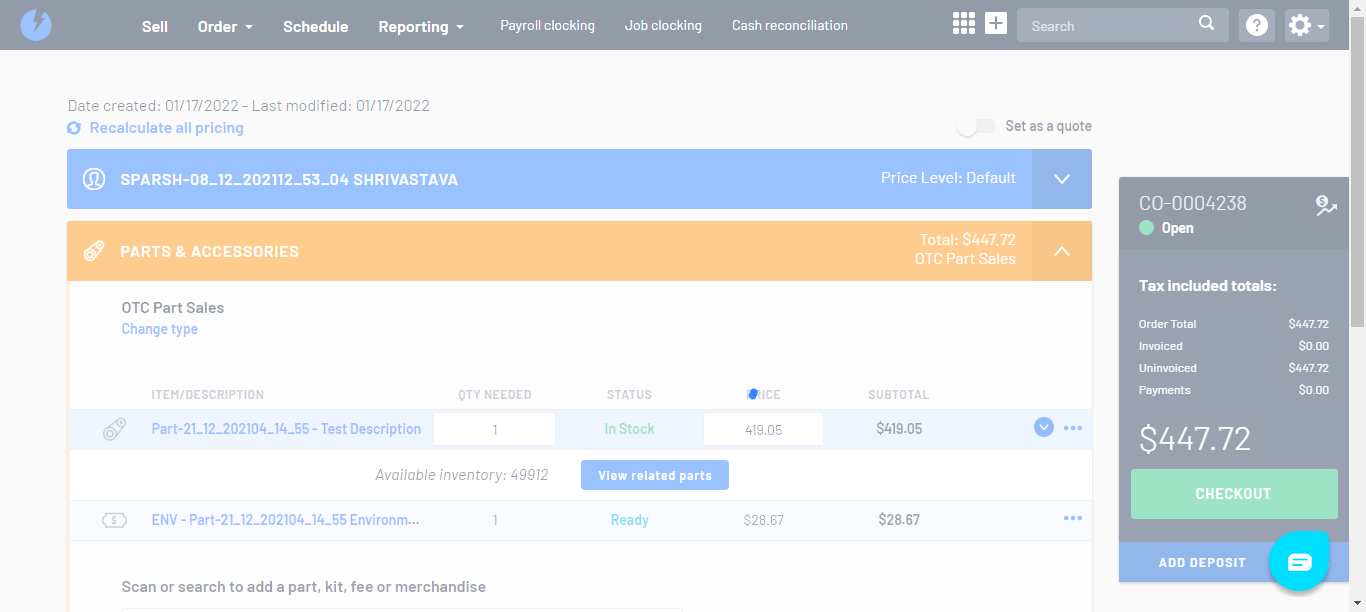 Sell Order Schedule Reporting Payroll clocking Job clocking Cash reconciliation Search
Date created: 01/17/2022 - Last modified: 01/17/2022
Recalculate all pricing
Set as a quote
SPARSH-08_12_202112_53_04 SHRIVASTAVA Price Level: Default
PARTS & ACCESSORIES
Total: $447.72
OTC Part Sales
OTC Part Sales
Change type
ITEM/DESCRIPTION QTY NEEDED STATUS PRICE SUBTOTAL
Part-21_12_202104_14_55 - Test Description 1 In Stock 419.05 $419.05
Available inventory: 49912 View related parts
ENV - Part-21_12_202104_14_55 Environm... 1 Ready $28.67 $28.67
Scan or search to add a part, kit, fee or merchandise
CO-0004238
Open
Tax included totals:
Order Total $447.72
Invoiced $0.00
Uninvoiced $447.72
Payments $0.00
$447.72
CHECKOUT
ADD DEPOSIT